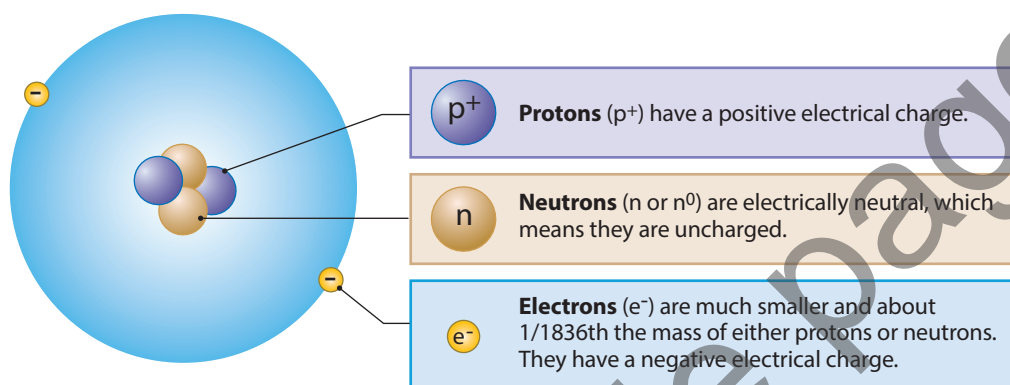 −
−
p⁺
Protons (p⁺) have a positive electrical charge.
n
Neutrons (n or n⁰) are electrically neutral, which
means they are uncharged.
e⁻
Electrons (e⁻) are much smaller and about
1/1836th the mass of either protons or neutrons.
They have a negative electrical charge.
page